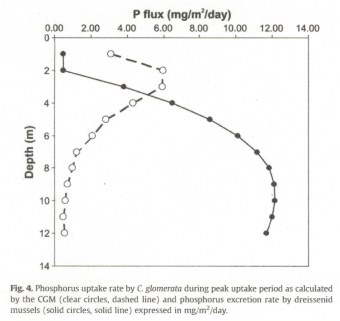 P flux (mg/m²/day)
0.00 2.00 4.00 6.00 8.00 10.00 12.00 14.00
0
2
4
6
8
10
12
14
Depth (m)
Fig. 4. Phosphorus uptake rate by C. glomerata during peak uptake period as calculated
by the CGM (clear circles, dashed line) and phosphorus excretion rate by dreissenid
mussels (solid circles, solid line) expressed in mg/m²/day.